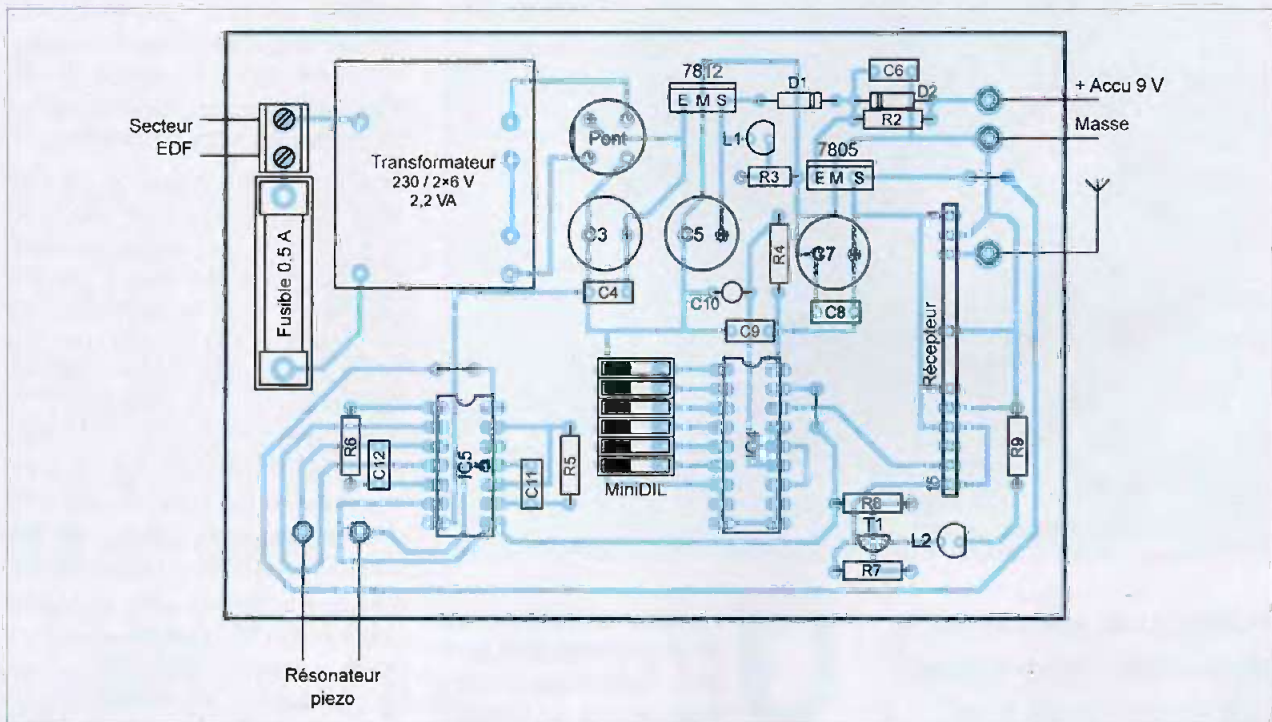 Secteur
EDF
Fusible 0,5 A
Transformateur
230 / 2×6 V
2,2 VA
Pont
7812
E M S
D1
C6
D2
R2
+ Accu 9 V
Masse
L1
R3
7805
E M S
C3
C5
R4
C7
C4
C10
C8
C9
1
Récepteur
15
R6
C12
IC5
C11
R5
MiniDIL
IC4
R9
R8
T1
L2
R7
Résonateur
piezo